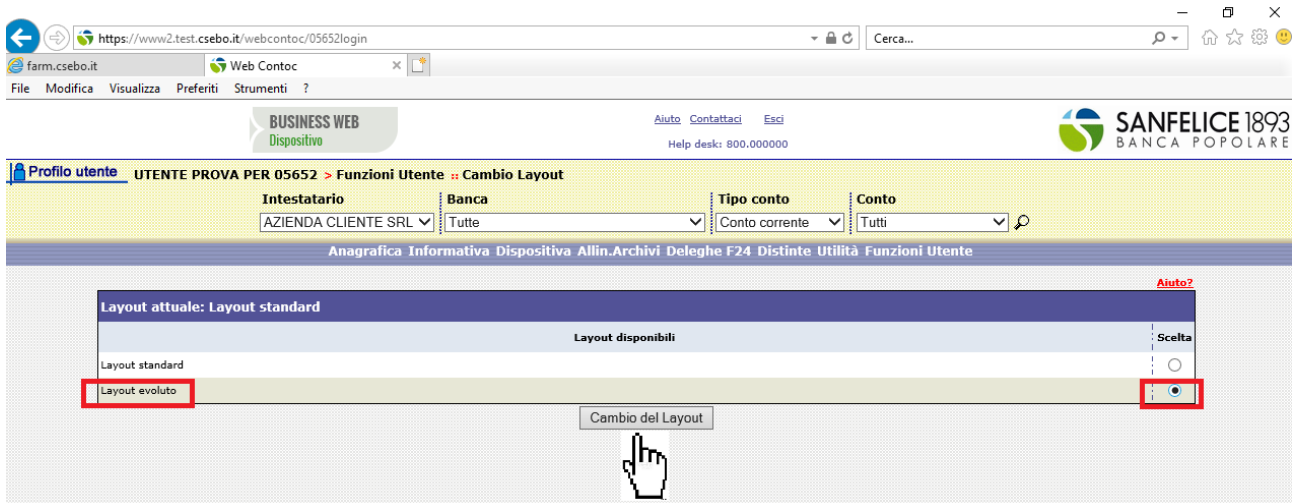 https://www2.test.csebo.it/webcontoc/05652login
Cerca...
farm.csebo.it
Web Contoc
File Modifica Visualizza Preferiti Strumenti ?
BUSINESS WEB
Dispositivo
Aiuto Contattaci Esci
Help desk: 800.000000
SANFELICE 1893
BANCA POPOLARE
Profilo utente UTENTE PROVA PER 05652 > Funzioni Utente :: Cambio Layout
Intestatario Banca Tipo conto Conto
AZIENDA CLIENTE SRL Tutte Conto corrente Tutti
Anagrafica Informativa Dispositiva Allin.Archivi Deleghe F24 Distinte Utilità Funzioni Utente
Aiuto?
Layout attuale: Layout standard
Layout disponibili Scelta
Layout standard
Layout evoluto
Cambio del Layout